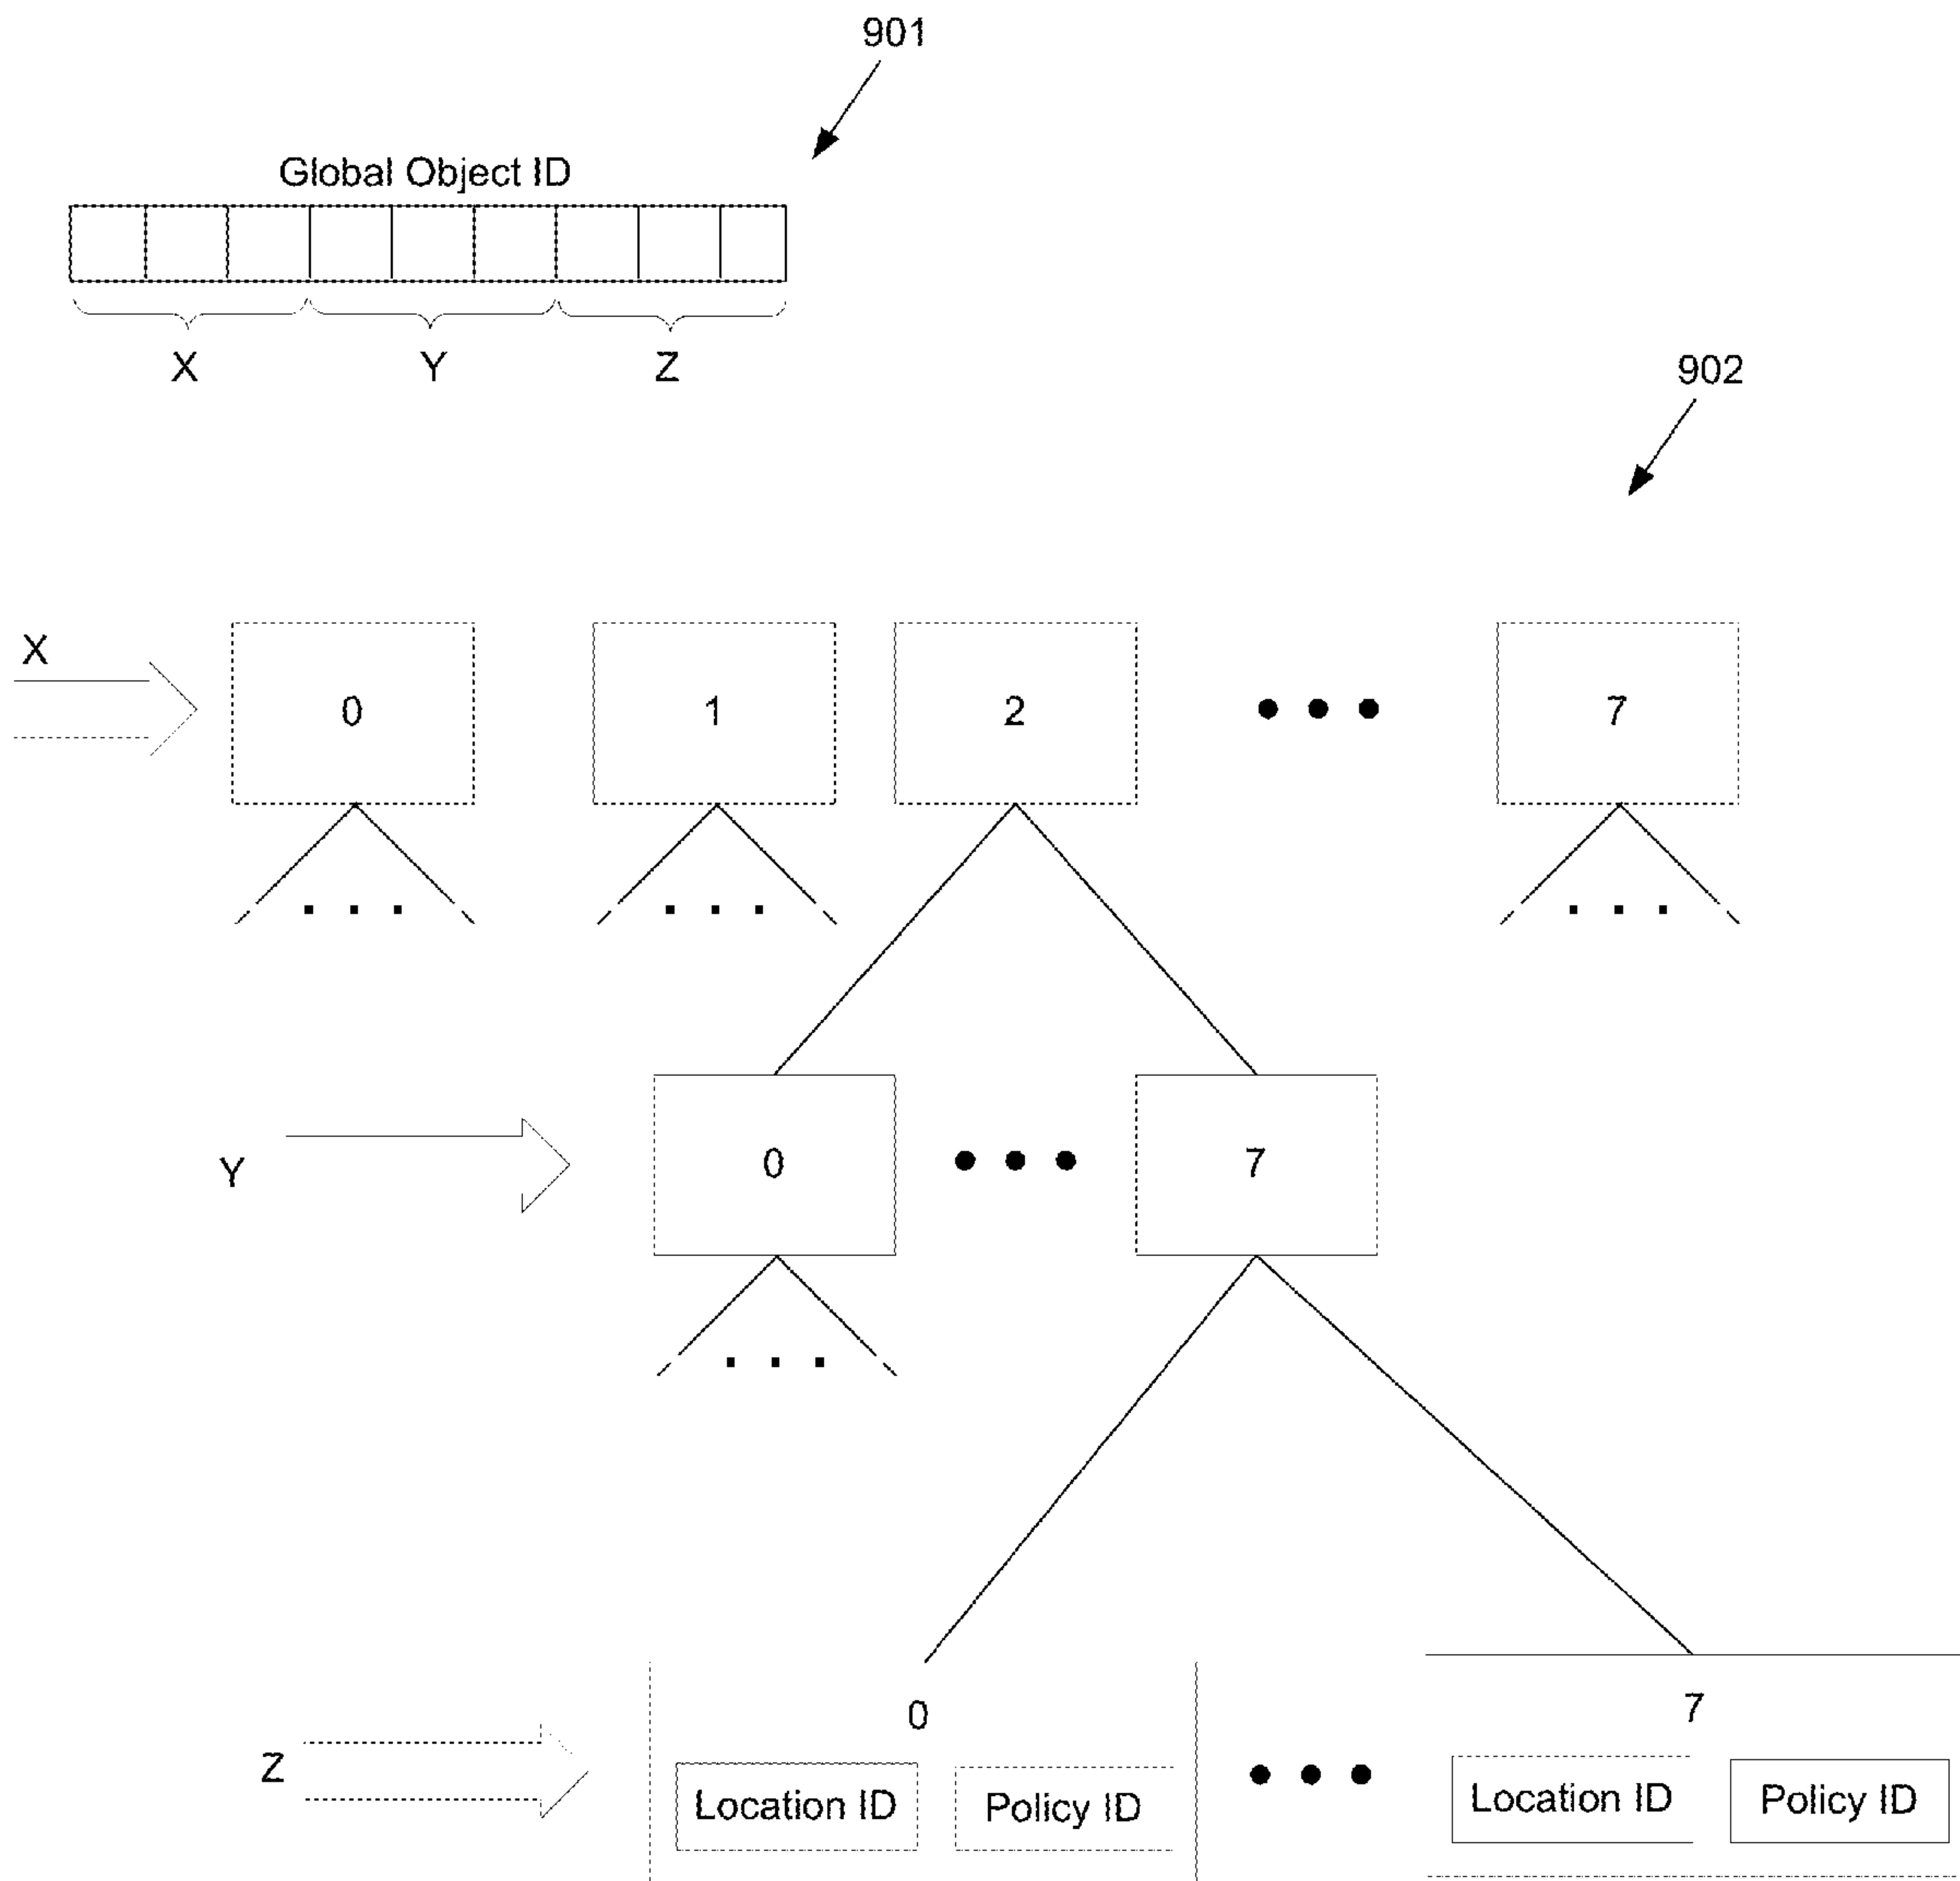 901
Global Object ID
X Y Z
902
X
0 1 2 7
Y
0 7
0 7
Z
Location ID Policy ID Location ID Policy ID